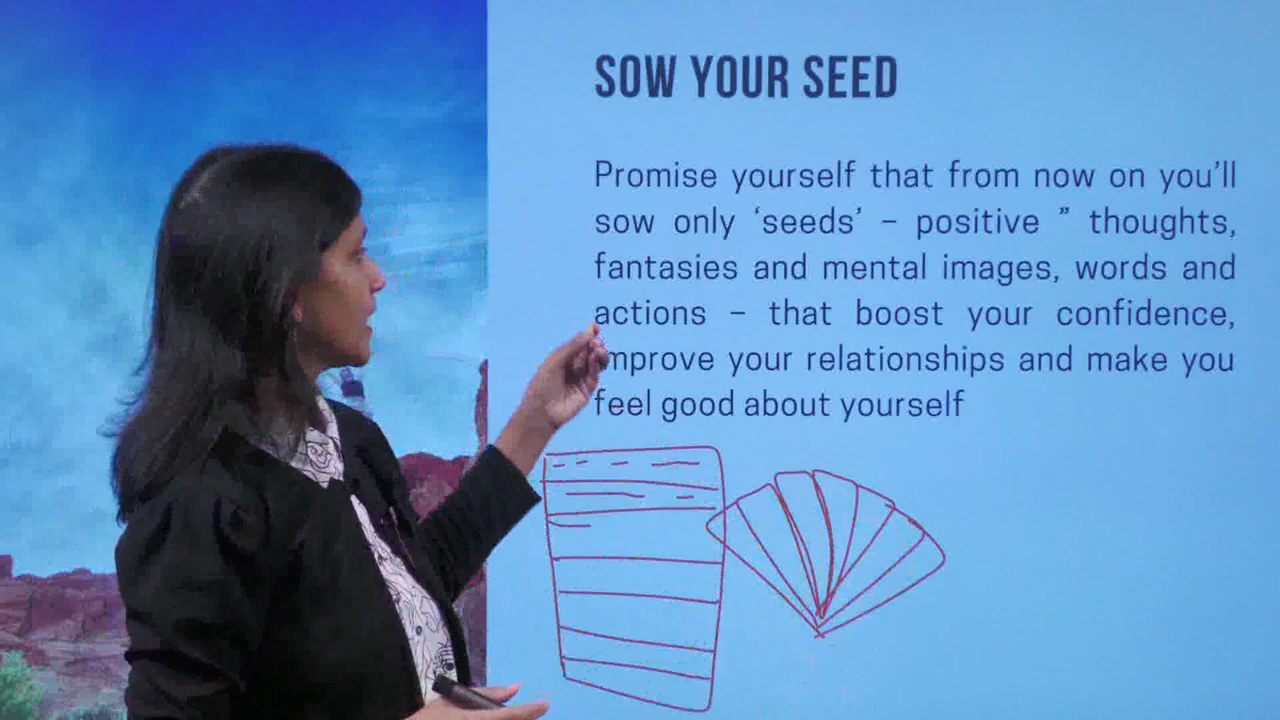 SOW YOUR SEED
Promise yourself that from now on you'll
sow only ‘seeds’ – positive ” thoughts,
fantasies and mental images, words and
actions – that boost your confidence,
improve your relationships and make you
feel good about yourself